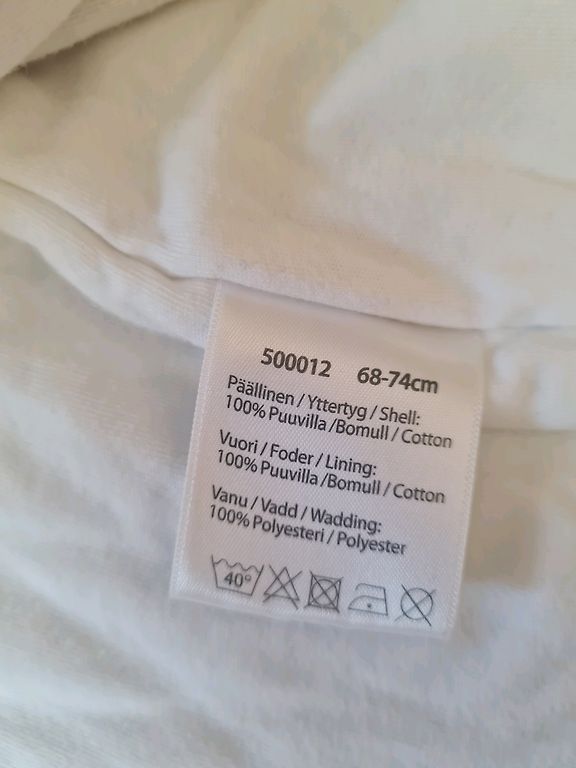 500012 68-74cm
Päällinen / Yttertyg / Shell:
100% Puuvilla /Bomull / Cotton
Vuori / Foder / Lining:
100% Puuvilla /Bomull / Cotton
Vanu / Vadd / Wadding:
100% Polyesteri / Polyester
40°